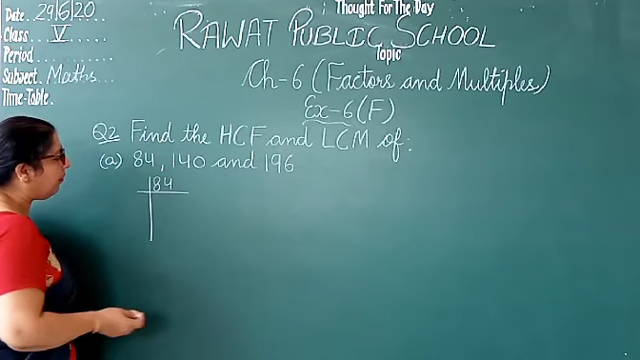 Thought For The Day
Date 29/6/20
Class V
Period
Subject Maths
Time-Table
RAWAT PUBLIC SCHOOL
Topic
Ch-6 (Factors and Multiples)
Ex-6(F)
Q2 Find the HCF and LCM of:
(a) 84, 140 and 196
84